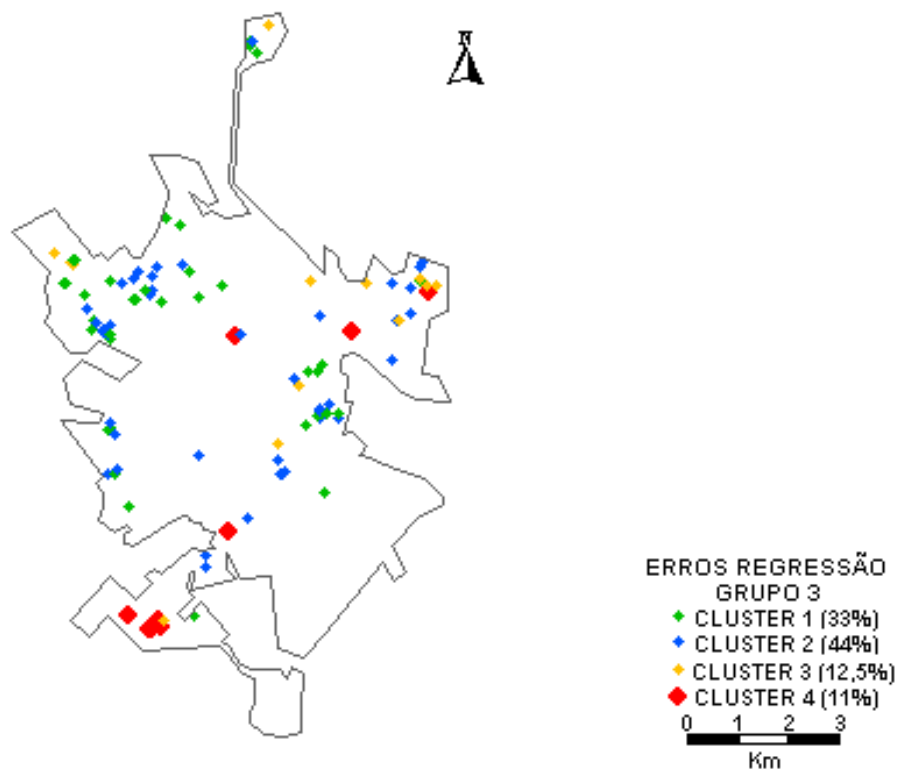 N
ERROS REGRESSÃO
GRUPO 3
CLUSTER 1 (33%)
CLUSTER 2 (44%)
CLUSTER 3 (12,5%)
CLUSTER 4 (11%)
0 1 2 3
Km